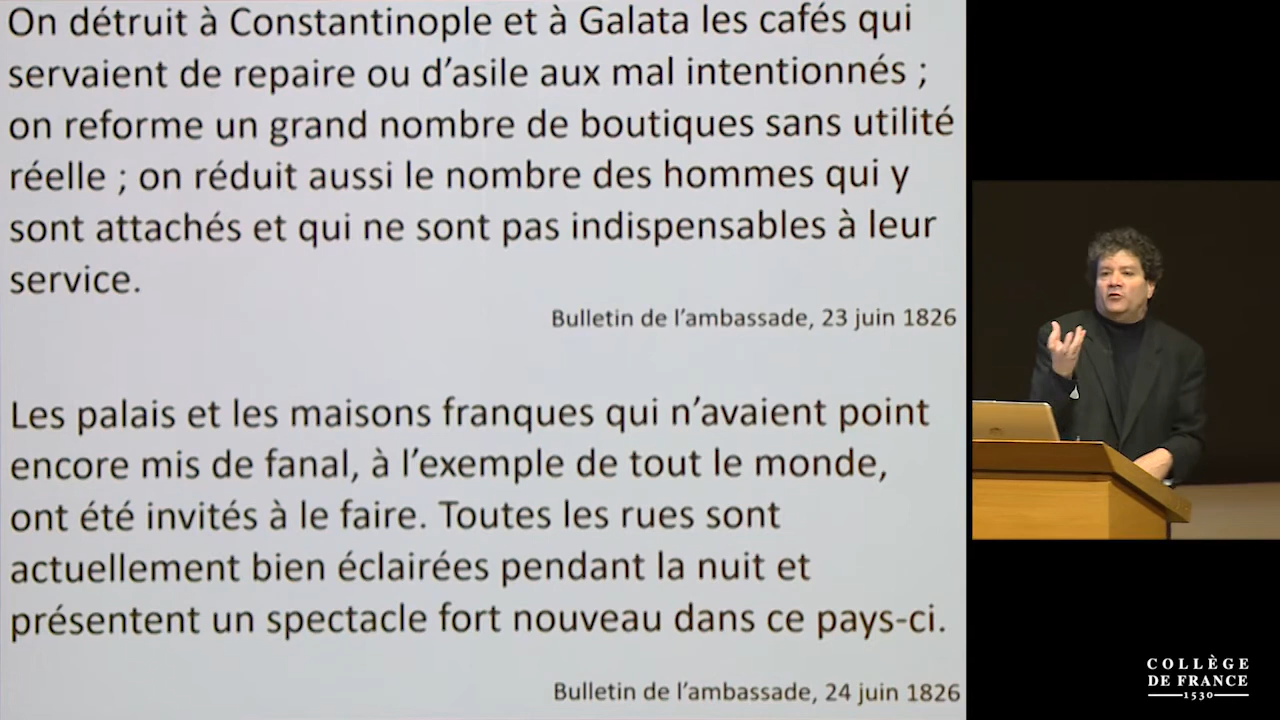 On détruit à Constantinople et à Galata les cafés qui
servaient de repaire ou d’asile aux mal intentionnés ;
on reforme un grand nombre de boutiques sans utilité
réelle ; on réduit aussi le nombre des hommes qui y
sont attachés et qui ne sont pas indispensables à leur
service.
Bulletin de l’ambassade, 23 juin 1826
Les palais et les maisons franques qui n’avaient point
encore mis de fanal, à l’exemple de tout le monde,
ont été invités à le faire. Toutes les rues sont
actuellement bien éclairées pendant la nuit et
présentent un spectacle fort nouveau dans ce pays-ci.
Bulletin de l’ambassade, 24 juin 1826
COLLÈGE
DE FRANCE
1530